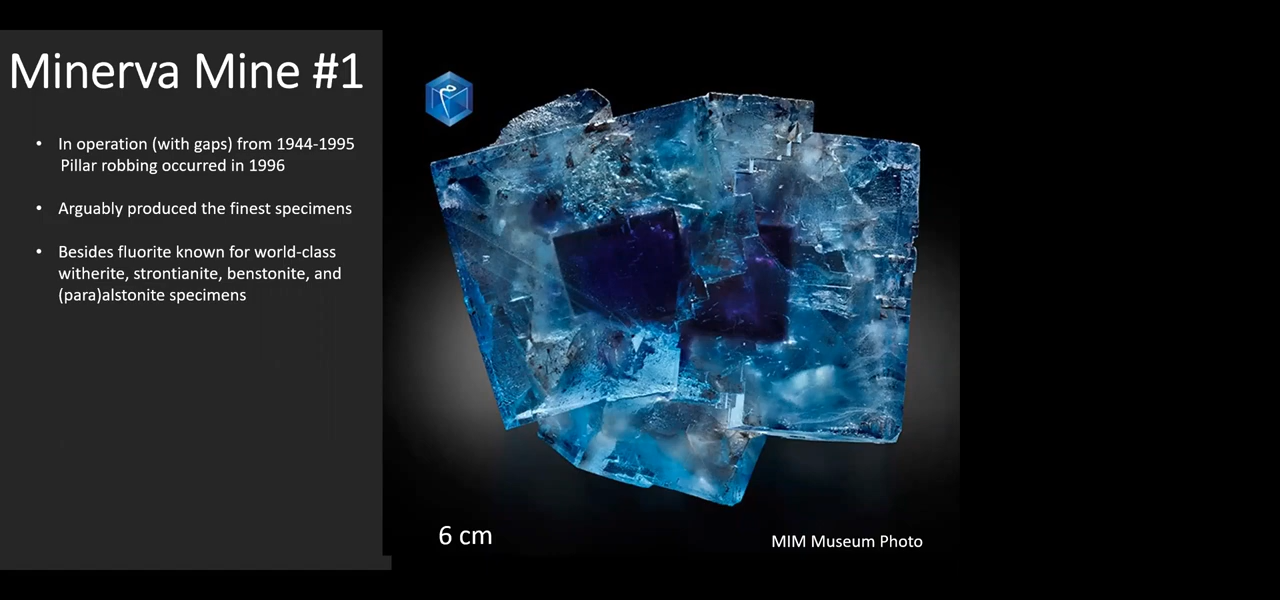 Minerva Mine #1
• In operation (with gaps) from 1944-1995
Pillar robbing occurred in 1996
• Arguably produced the finest specimens
• Besides fluorite known for world-class
witherite, strontianite, benstonite, and
(para)alstonite specimens
6 cm
MIM Museum Photo